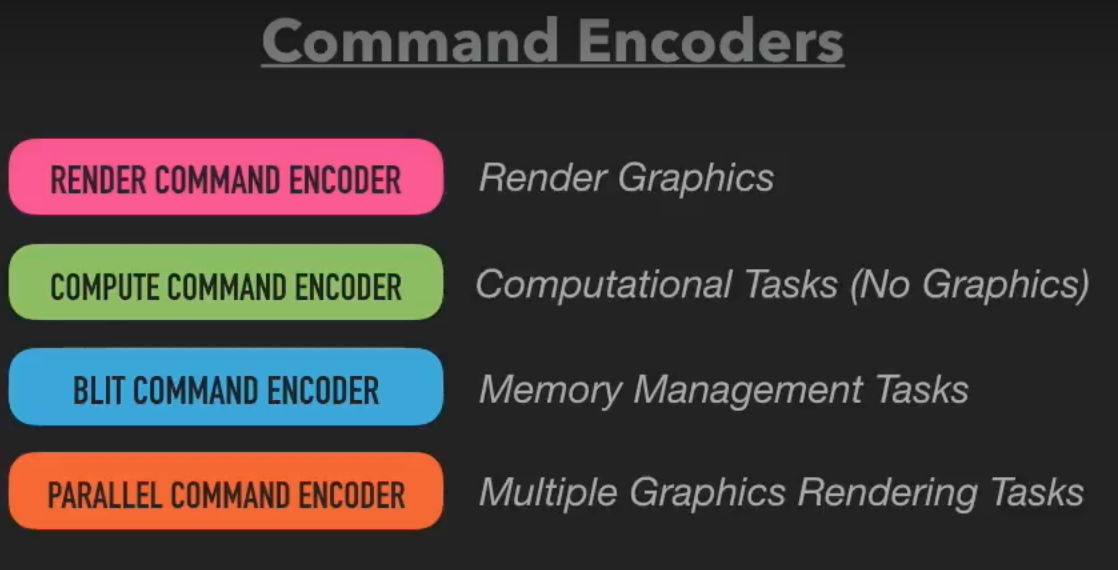 Command Encoders
RENDER COMMAND ENCODER Render Graphics
COMPUTE COMMAND ENCODER Computational Tasks (No Graphics)
BLIT COMMAND ENCODER Memory Management Tasks
PARALLEL COMMAND ENCODER Multiple Graphics Rendering Tasks